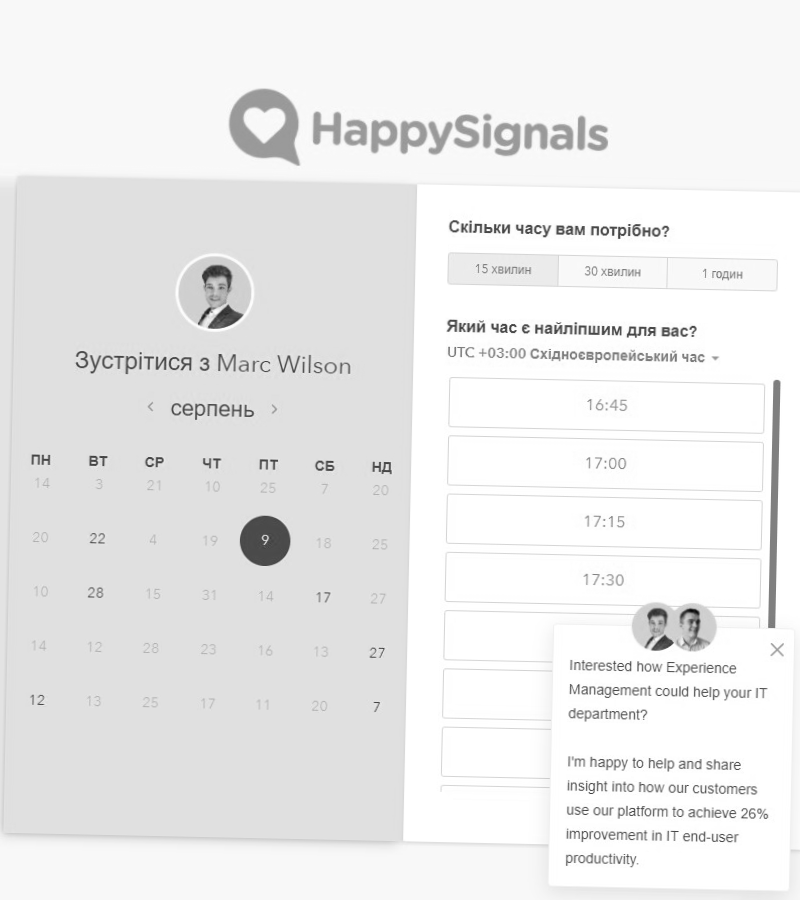 HappySignals
Зустрітися з Marc Wilson
серпень
ПН ВТ СР ЧТ ПТ СБ НД
14 3 21 10 25 7 20
20 22 4 19 9 18 25
10 28 15 31 14 17 27
14 12 28 23 16 13 27
12 13 25 17 11 20 7
Скільки часу вам потрібно?
15 хвилин 30 хвилин 1 годин
Який час є найліпшим для вас?
UTC +03:00 Східноєвропейський час
16:45
17:00
17:15
17:30
Interested how Experience
Management could help your IT
department?
I'm happy to help and share
insight into how our customers
use our platform to achieve 26%
improvement in IT end-user
productivity.